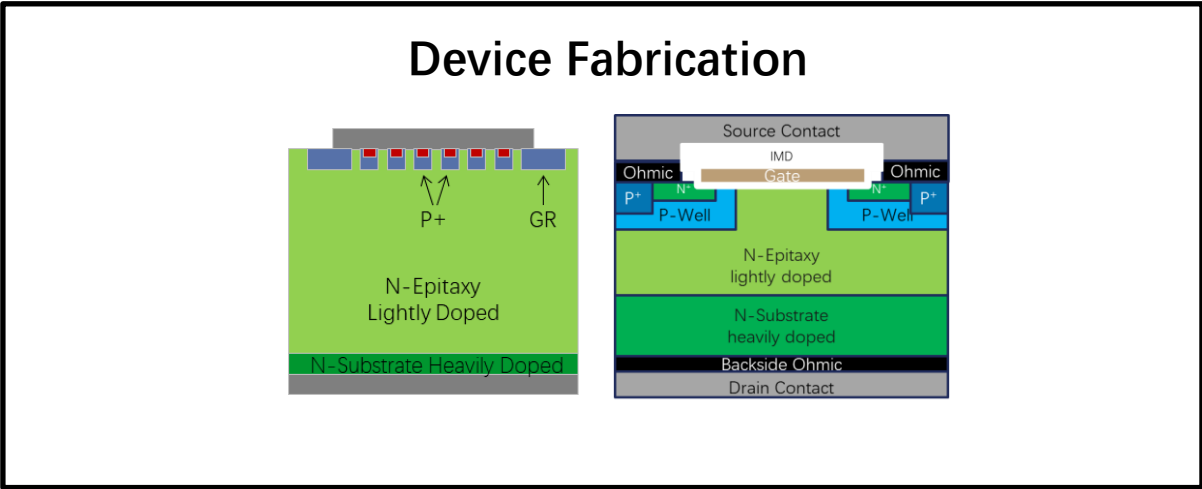 Device Fabrication
P+
GR
N-Epitaxy
Lightly Doped
N-Substrate Heavily Doped
Source Contact
IMD
Ohmic
Gate
Ohmic
P+
N+
N+
P+
P-Well
P-Well
N-Epitaxy
lightly doped
N-Substrate
heavily doped
Backside Ohmic
Drain Contact